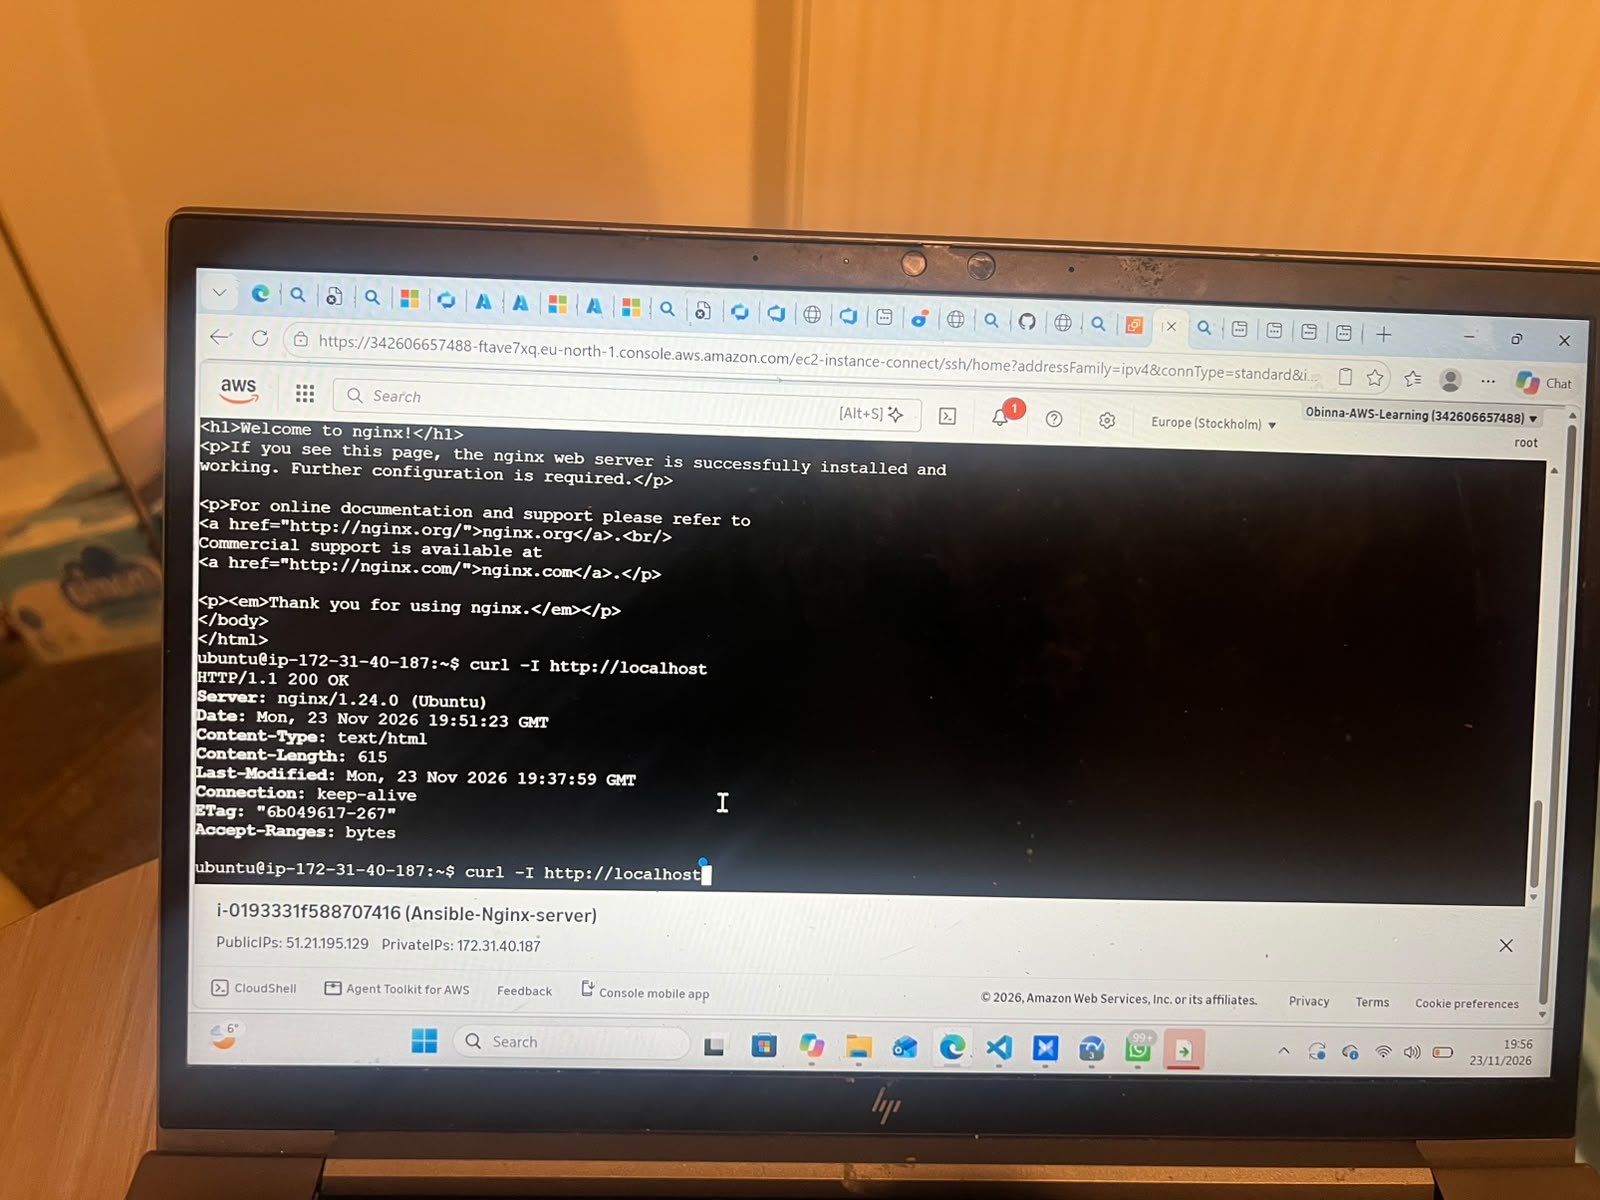 https://342606657488-ftave7xq.eu-north-1.console.aws.amazon.com/ec2-instance-connect/ssh/home?addressFamily=ipv4&connType=standard&i...
Chat
aws
Search
[Alt+S]
1
Europe (Stockholm)
Obinna-AWS-Learning (342606657488)
root
<h1>Welcome to nginx!</h1>
<p>If you see this page, the nginx web server is successfully installed and
working. Further configuration is required.</p>
<p>For online documentation and support please refer to
<a href="http://nginx.org/">nginx.org</a>.<br/>
Commercial support is available at
<a href="http://nginx.com/">nginx.com</a>.</p>
<p><em>Thank you for using nginx.</em></p>
</body>
</html>
ubuntu@ip-172-31-40-187:~$ curl -I http://localhost
HTTP/1.1 200 OK
Server: nginx/1.24.0 (Ubuntu)
Date: Mon, 23 Nov 2026 19:51:23 GMT
Content-Type: text/html
Content-Length: 615
Last-Modified: Mon, 23 Nov 2026 19:37:59 GMT
Connection: keep-alive
ETag: "6b049617-267"
Accept-Ranges: bytes
ubuntu@ip-172-31-40-187:~$ curl -I http://localhost
i-0193331f588707416 (Ansible-Nginx-server)
PublicIPs: 51.21.195.129 PrivateIPs: 172.31.40.187
CloudShell Agent Toolkit for AWS Feedback Console mobile app
© 2026, Amazon Web Services, Inc. or its affiliates. Privacy Terms Cookie preferences
6°
Search
99+
19:56
23/11/2026
hp